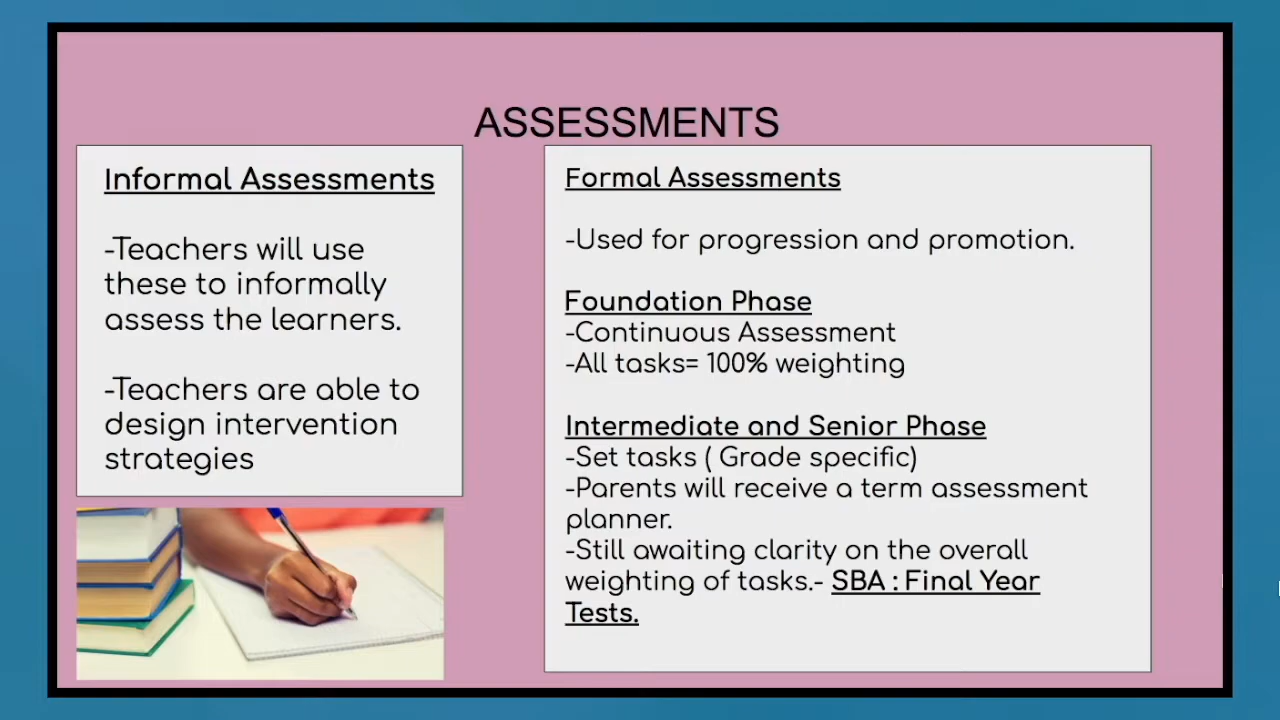 ASSESSMENTS
Informal Assessments
-Teachers will use
these to informally
assess the learners.
-Teachers are able to
design intervention
strategies
Formal Assessments
-Used for progression and promotion.
Foundation Phase
-Continuous Assessment
-All tasks= 100% weighting
Intermediate and Senior Phase
-Set tasks ( Grade specific)
-Parents will receive a term assessment
planner.
-Still awaiting clarity on the overall
weighting of tasks.- SBA : Final Year
Tests.